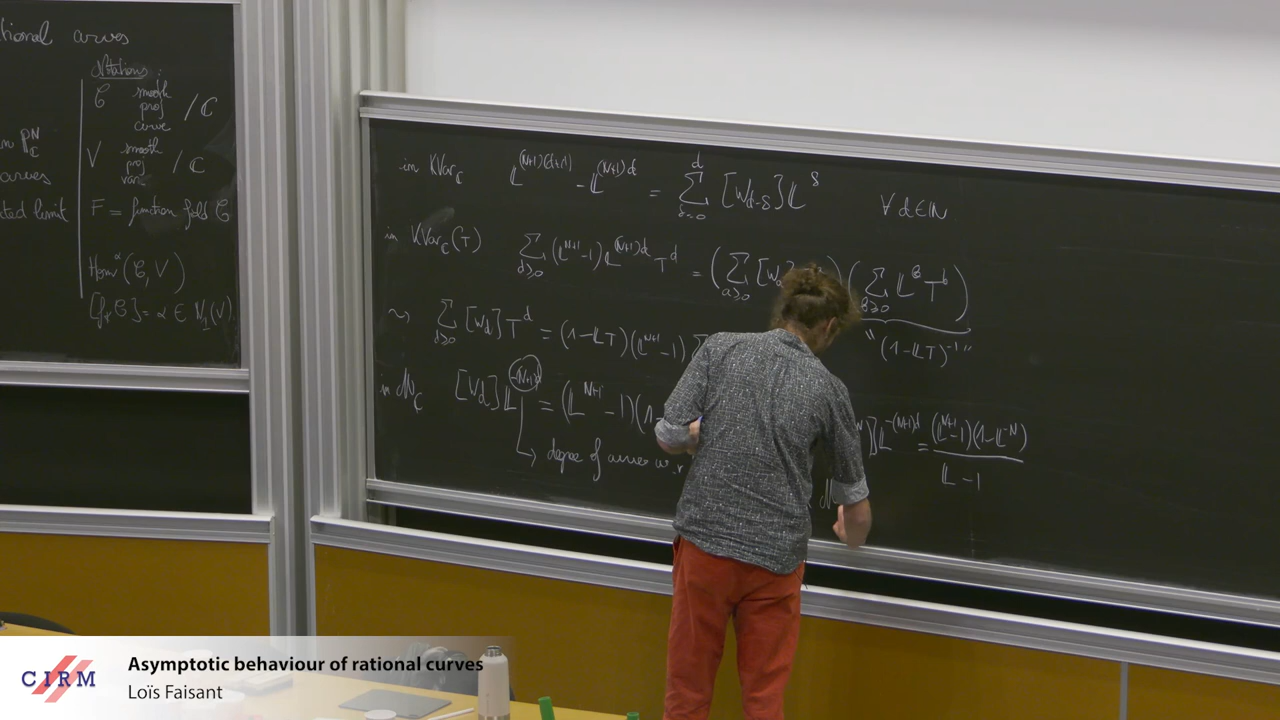 tional curves
Notations:
C smooth proj curve / ℂ
in P^N_ℂ
V smooth proj var. / ℂ
curves
ted limit
F = function field C
Hom^α(C, V)
[f_* C] = α ∈ N_1(V)
in KVar_ℂ 𝕃^{(N+1)(d+1)} - 𝕃^{(N+1)d} = ∑_{δ=0}^{d} [W_{d-δ}] 𝕃^δ ∀ d ∈ ℕ
in KVar_ℂ(T) ∑_{d≥0} (𝕃^{N+1}-1) 𝕃^{(N+1)d} T^d = (∑_{a≥0} [W_a ) (∑_{b≥0} 𝕃^b T^b)
"(1-𝕃T)^{-1}"
⇝ ∑_{d≥0} [W_d] T^d = (1-𝕃T)(𝕃^{N+1}-1) ∑
in M_ℂ [W_d] 𝕃^{-(N+1)d} = (𝕃^{N+1}-1)(1- ] 𝕃^{-(N+1)d} = (𝕃^{N+1}-1)(1-𝕃^{-N}) / (𝕃-1)
↳ degree of curves w.r
CIRM
Asymptotic behaviour of rational curves
Loïs Faisant